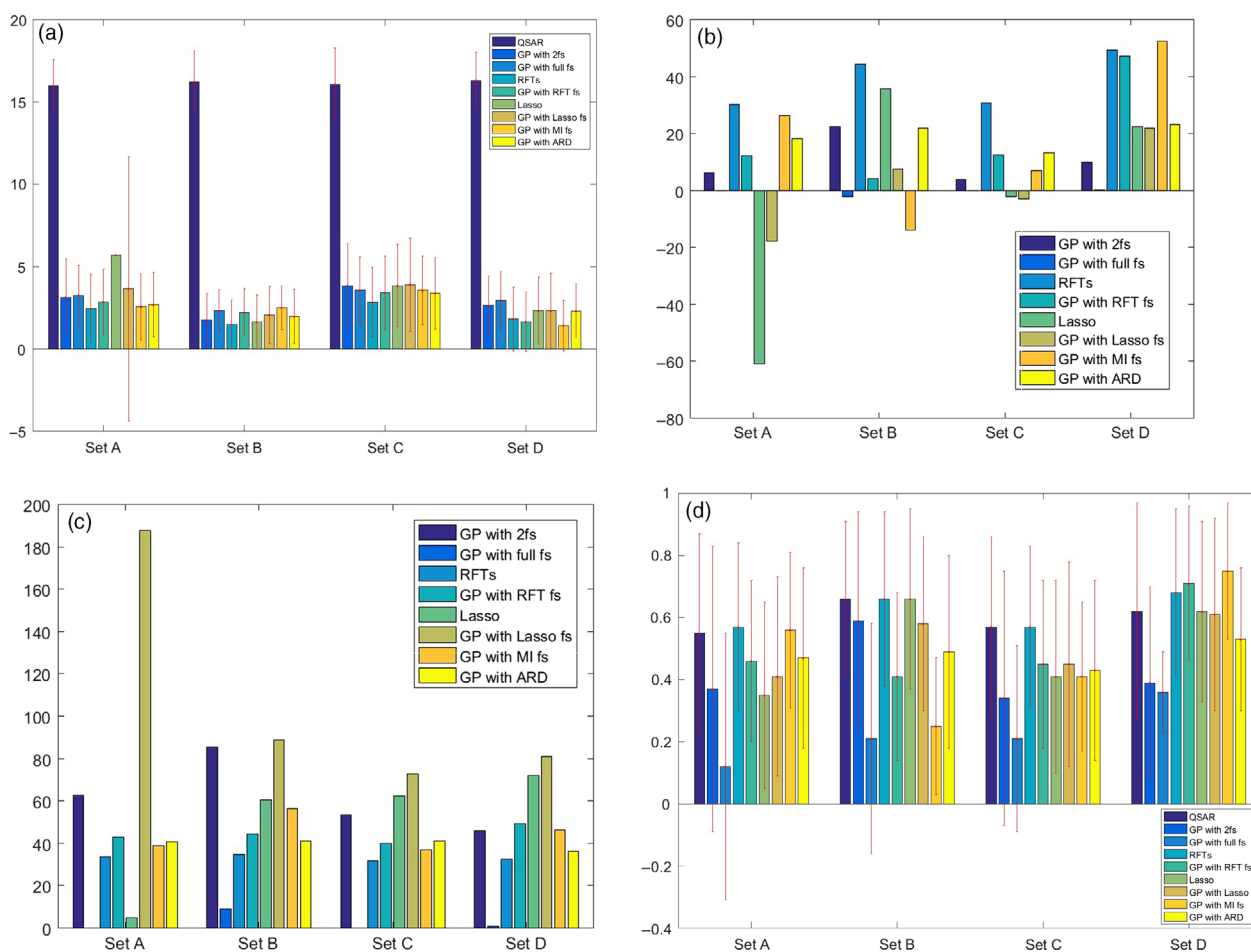 (a)
20
15
10
5
0
–5
QSAR
GP with 2fs
GP with full fs
RFTs
GP with RFT fs
Lasso
GP with Lasso fs
GP with MI fs
GP with ARD
Set A Set B Set C Set D
(b)
60
40
20
0
–20
–40
–60
–80
GP with 2fs
GP with full fs
RFTs
GP with RFT fs
Lasso
GP with Lasso fs
GP with MI fs
GP with ARD
Set A Set B Set C Set D
(c)
200
180
160
140
120
100
80
60
40
20
0
GP with 2fs
GP with full fs
RFTs
GP with RFT fs
Lasso
GP with Lasso fs
GP with MI fs
GP with ARD
Set A Set B Set C Set D
(d)
1
0.8
0.6
0.4
0.2
0
–0.2
–0.4
QSAR
GP with 2fs
GP with full fs
RFTs
GP with RFT fs
Lasso
GP with Lasso
GP with MI fs
GP with ARD
Set A Set B Set C Set D